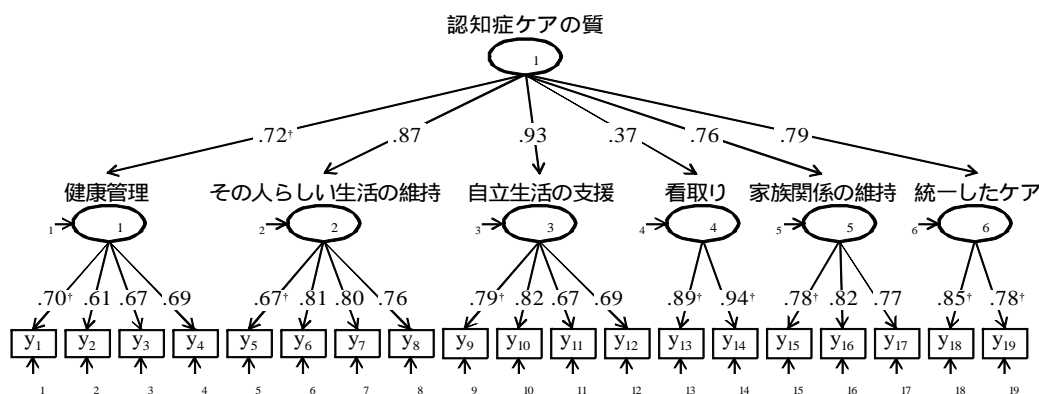 認知症ケアの質
1
.72† .87 .93 .37 .76 .79
健康管理 その人らしい生活の維持 自立生活の支援 看取り 家族関係の維持 統一したケア
1 1 2 2 3 3 4 4 5 5 6 6
.70† .61 .67 .69 .67† .81 .80 .76 .79† .82 .67 .69 .89† .94† .78† .82 .77 .85† .78†
y1 y2 y3 y4 y5 y6 y7 y8 y9 y10 y11 y12 y13 y14 y15 y16 y17 y18 y19
1 2 3 4 5 6 7 8 9 10 11 12 13 14 15 16 17 18 19